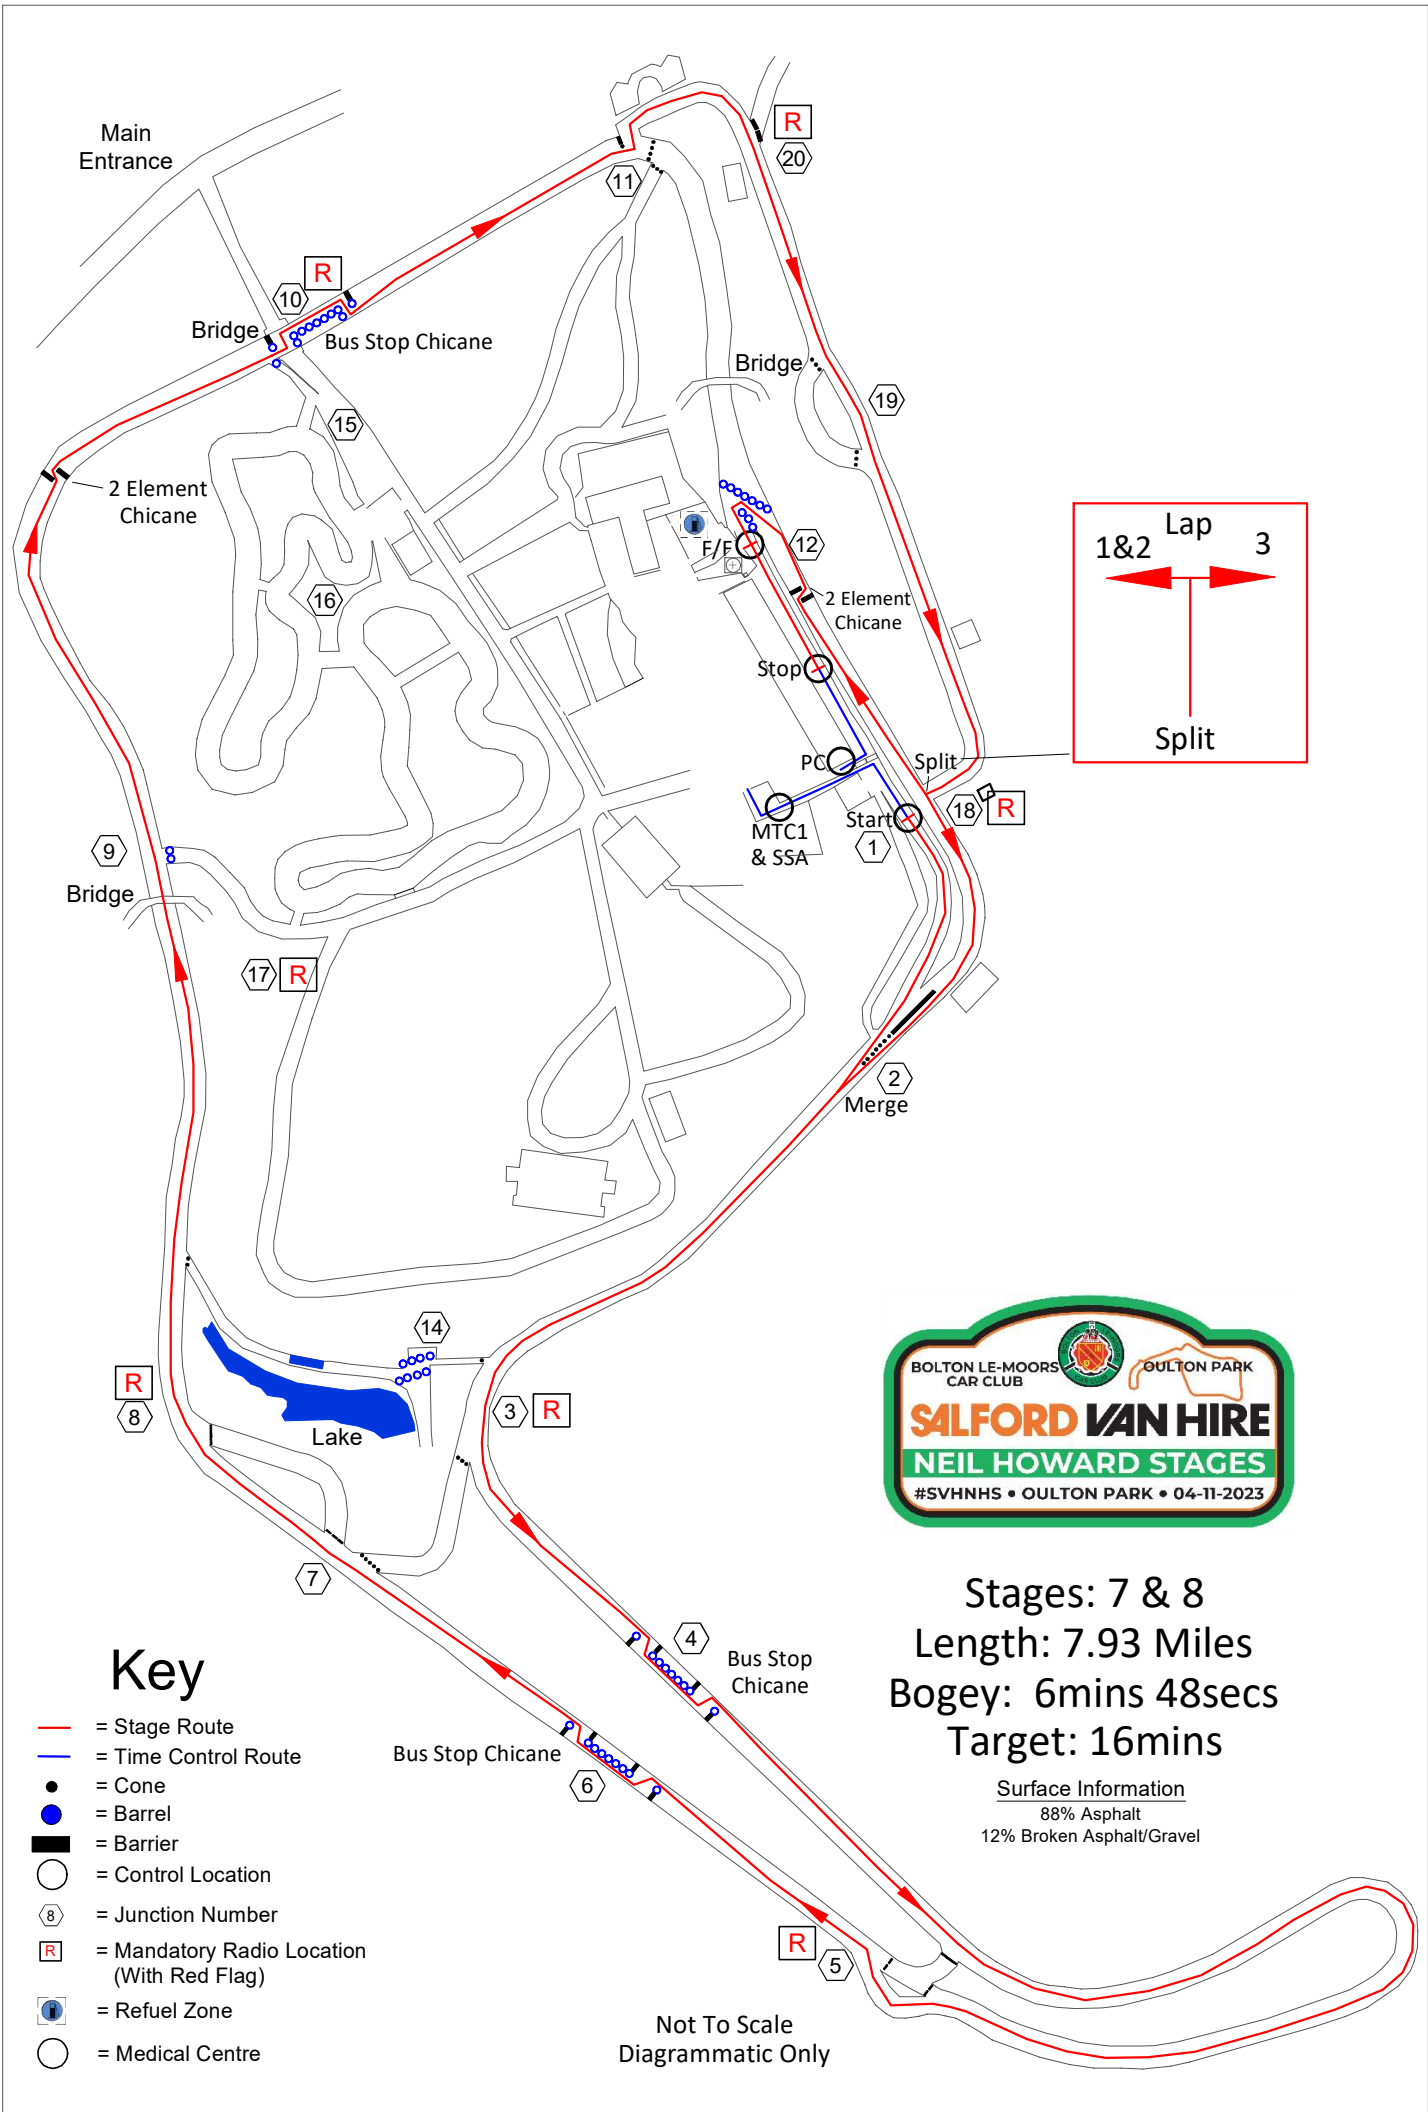 Main
Entrance
R
20
11
R
10
Bridge
Bus Stop Chicane
Bridge
19
15
2 Element
Chicane
Lap
1&2
3
Split
F/F
12
16
2 Element
Chicane
Stop
PC
Split
18
R
MTC1
& SSA
Start
1
9
Bridge
17
R
2
Merge
14
R
8
3
R
Lake
BOLTON LE-MOORS
CAR CLUB
OULTON PARK
SALFORD VAN HIRE
NEIL HOWARD STAGES
#SVHNHS • OULTON PARK • 04-11-2023
7
Stages: 7 & 8
Length: 7.93 Miles
Bogey: 6mins 48secs
Target: 16mins
Surface Information
88% Asphalt
12% Broken Asphalt/Gravel
4
Bus Stop
Chicane
Bus Stop Chicane
6
Key
= Stage Route
= Time Control Route
= Cone
= Barrel
= Barrier
= Control Location
8
= Junction Number
R
= Mandatory Radio Location
(With Red Flag)
= Refuel Zone
= Medical Centre
R
5
Not To Scale
Diagrammatic Only